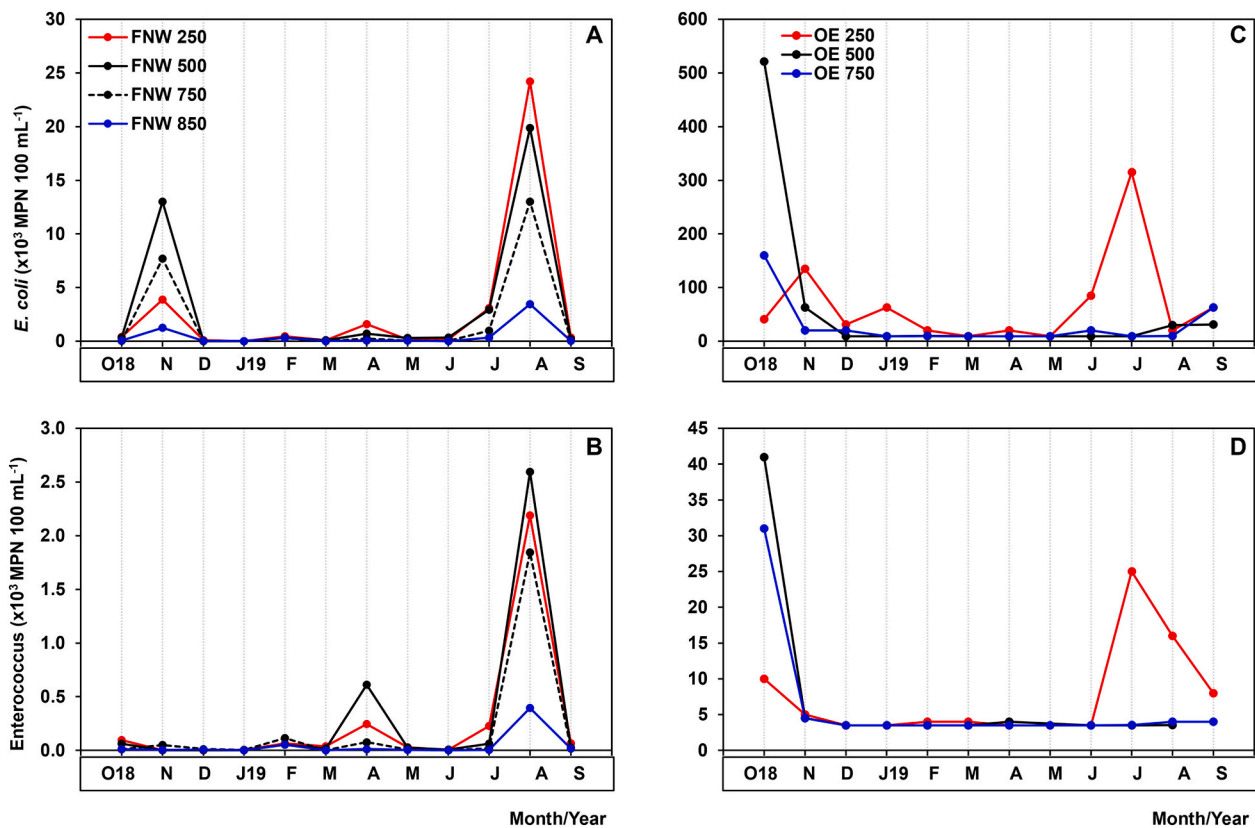 E. coli (x10³ MPN 100 mL⁻¹)
30
25
20
15
10
5
0
FNW 250
FNW 500
FNW 750
FNW 850
A
O18 N D J19 F M A M J J A S
600
500
400
300
200
100
0
OE 250
OE 500
OE 750
C
O18 N D J19 F M A M J J A S
Enterococcus (x10³ MPN 100 mL⁻¹)
3.0
2.5
2.0
1.5
1.0
0.5
0.0
B
O18 N D J19 F M A M J J A S
Month/Year
45
40
35
30
25
20
15
10
5
0
D
O18 N D J19 F M A M J J A S
Month/Year